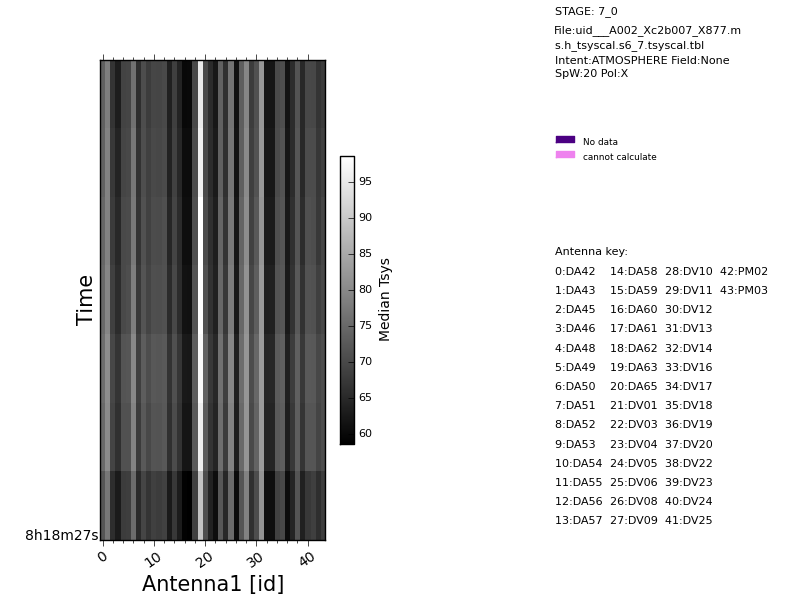 STAGE: 7_0
File:uid___A002_Xc2b007_X877.m
s.h_tsyscal.s6_7.tsyscal.tbl
Intent:ATMOSPHERE Field:None
SpW:20 Pol:X
No data
cannot calculate
95
90
85
80
75
70
65
60
Median Tsys
Time
8h18m27s
0 10 20 30 40
Antenna1 [id]
Antenna key:
0:DA42 14:DA58 28:DV10 42:PM02
1:DA43 15:DA59 29:DV11 43:PM03
2:DA45 16:DA60 30:DV12
3:DA46 17:DA61 31:DV13
4:DA48 18:DA62 32:DV14
5:DA49 19:DA63 33:DV16
6:DA50 20:DA65 34:DV17
7:DA51 21:DV01 35:DV18
8:DA52 22:DV03 36:DV19
9:DA53 23:DV04 37:DV20
10:DA54 24:DV05 38:DV22
11:DA55 25:DV06 39:DV23
12:DA56 26:DV08 40:DV24
13:DA57 27:DV09 41:DV25